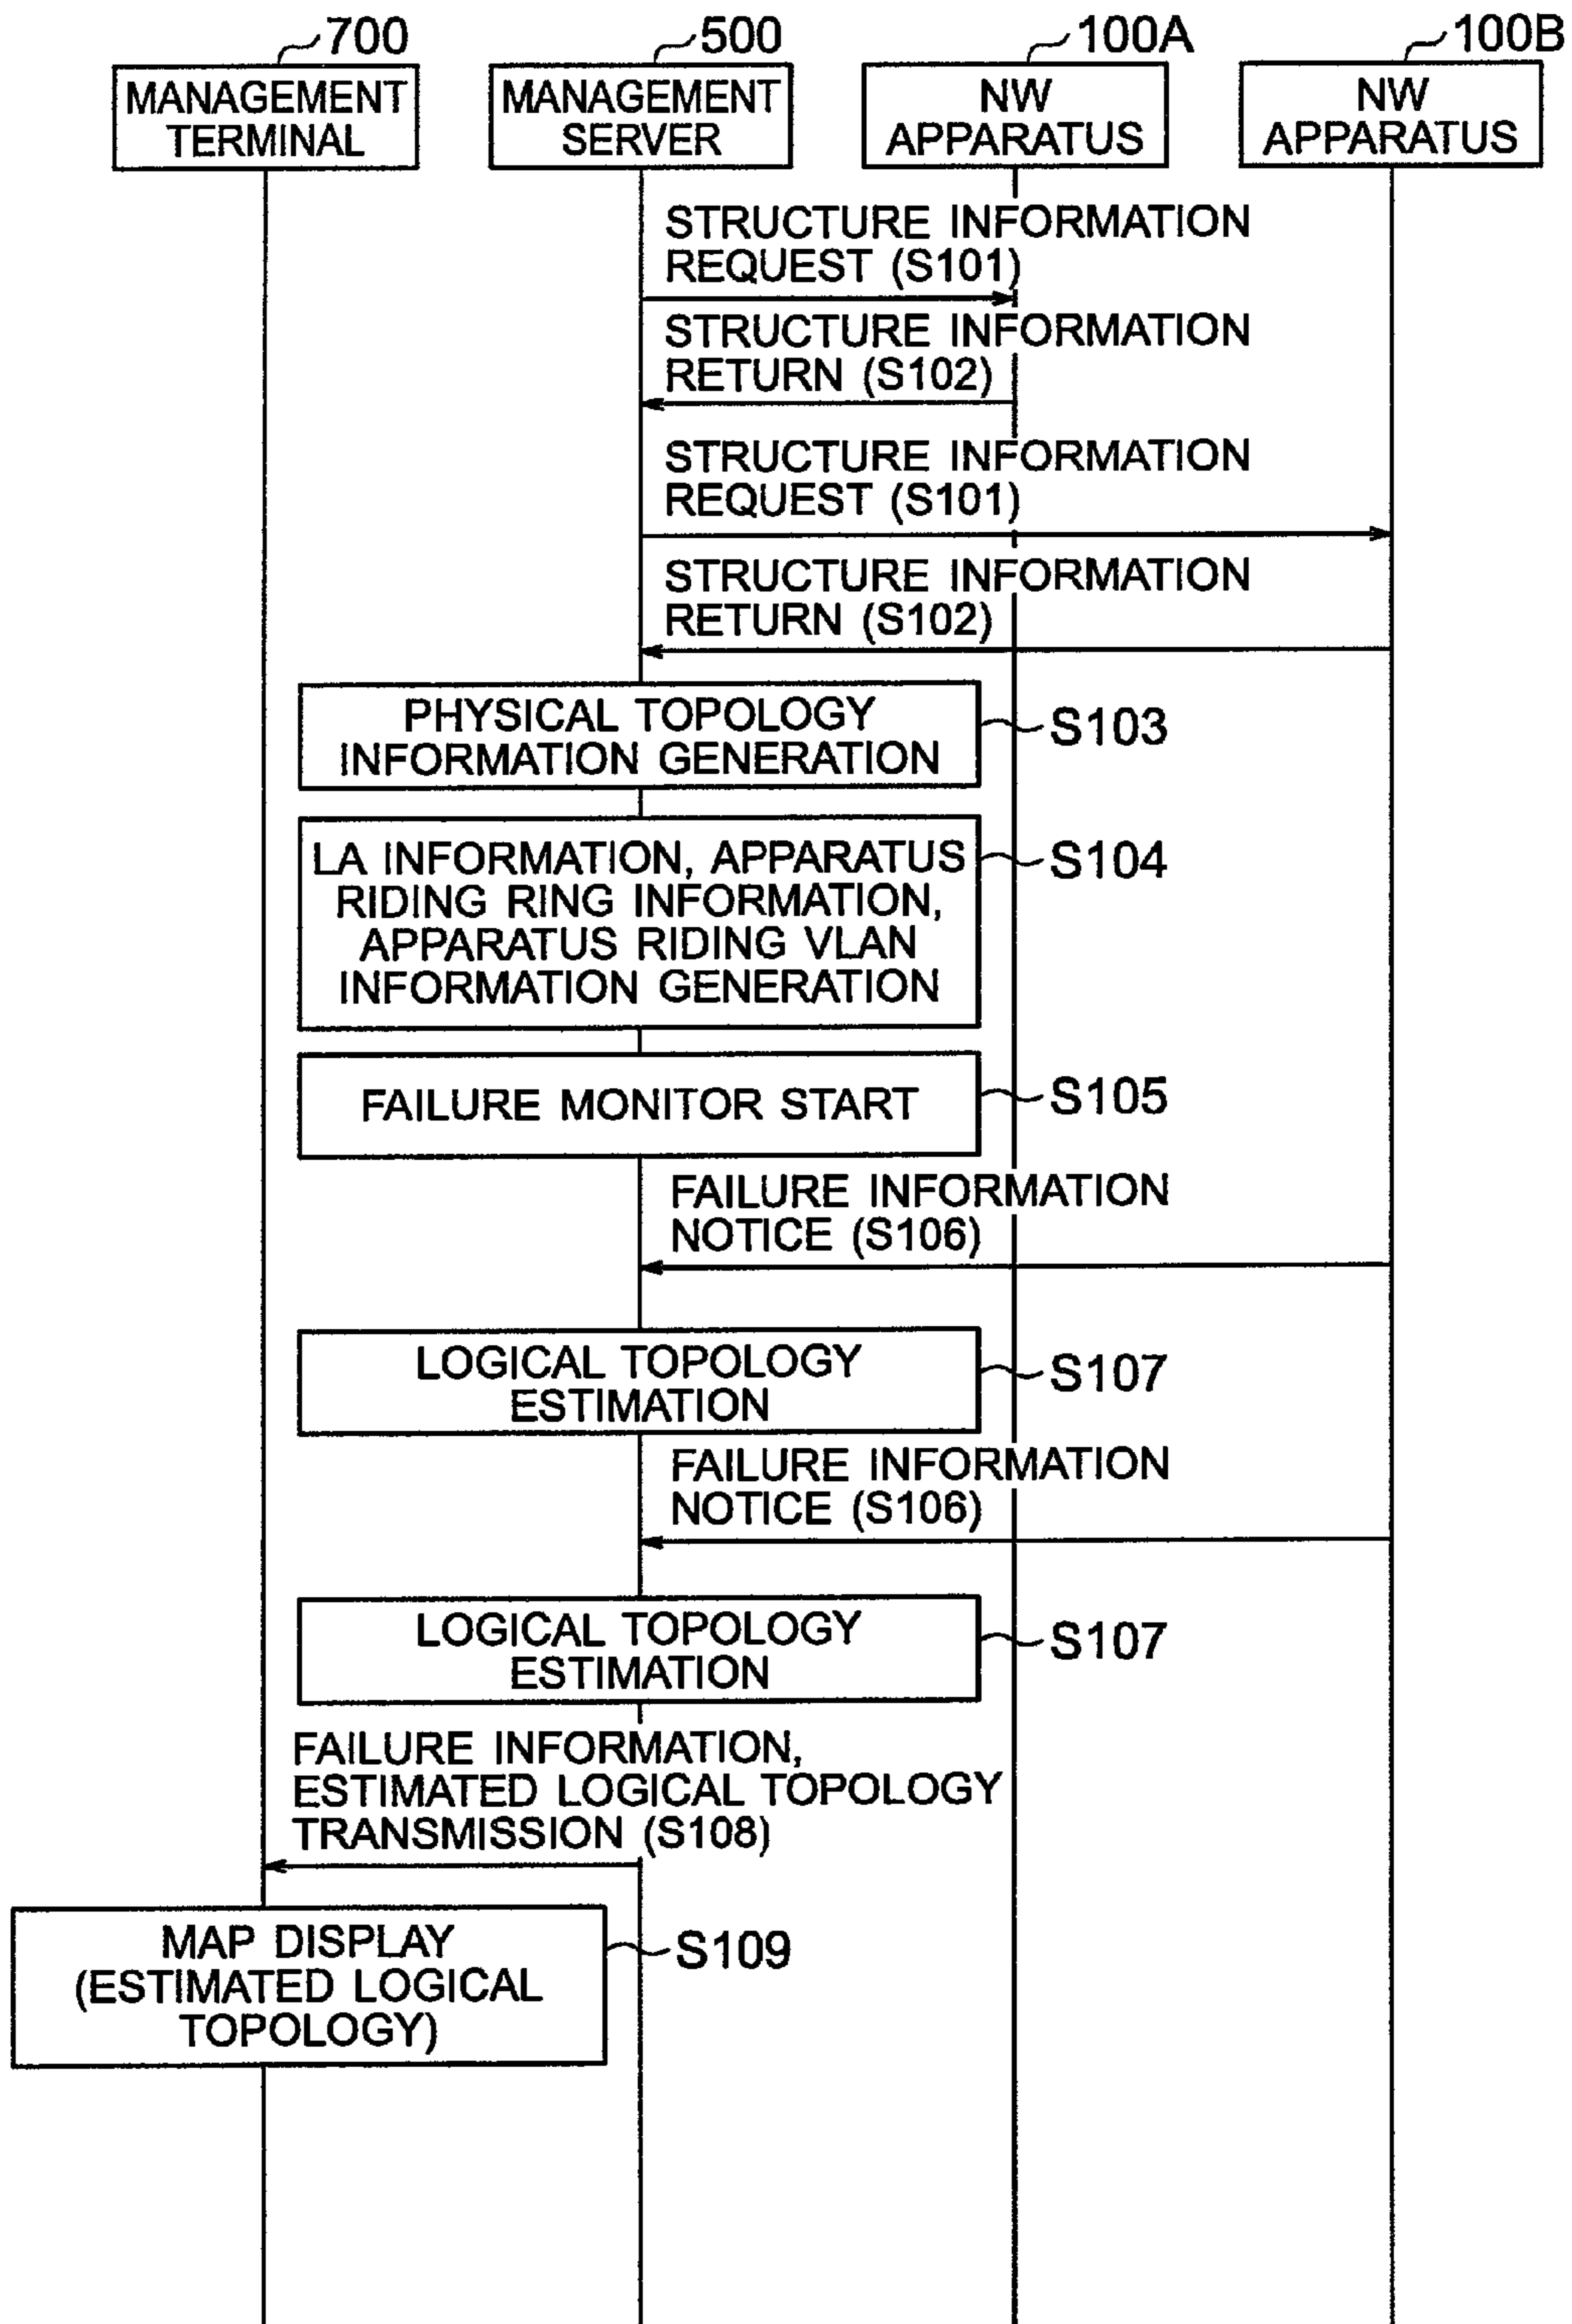 700
500
100A
100B
MANAGEMENT
TERMINAL
MANAGEMENT
SERVER
NW
APPARATUS
NW
APPARATUS
STRUCTURE INFORMATION
REQUEST (S101)
STRUCTURE INFORMATION
RETURN (S102)
STRUCTURE INFORMATION
REQUEST (S101)
STRUCTURE INFORMATION
RETURN (S102)
PHYSICAL TOPOLOGY
INFORMATION GENERATION
S103
LA INFORMATION, APPARATUS
RIDING RING INFORMATION,
APPARATUS RIDING VLAN
INFORMATION GENERATION
S104
FAILURE MONITOR START
S105
FAILURE INFORMATION
NOTICE (S106)
LOGICAL TOPOLOGY
ESTIMATION
S107
FAILURE INFORMATION
NOTICE (S106)
LOGICAL TOPOLOGY
ESTIMATION
S107
FAILURE INFORMATION,
ESTIMATED LOGICAL TOPOLOGY
TRANSMISSION (S108)
MAP DISPLAY
(ESTIMATED LOGICAL
TOPOLOGY)
S109